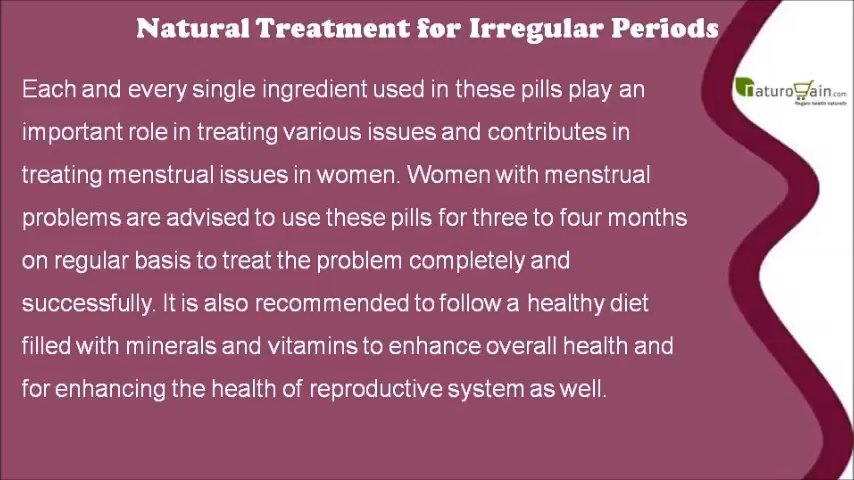 Natural Treatment for Irregular Periods
Each and every single ingredient used in these pills play an
important role in treating various issues and contributes in
treating menstrual issues in women. Women with menstrual
problems are advised to use these pills for three to four months
on regular basis to treat the problem completely and
successfully. It is also recommended to follow a healthy diet
filled with minerals and vitamins to enhance overall health and
for enhancing the health of reproductive system as well.
naturogain.com
Regain health naturally